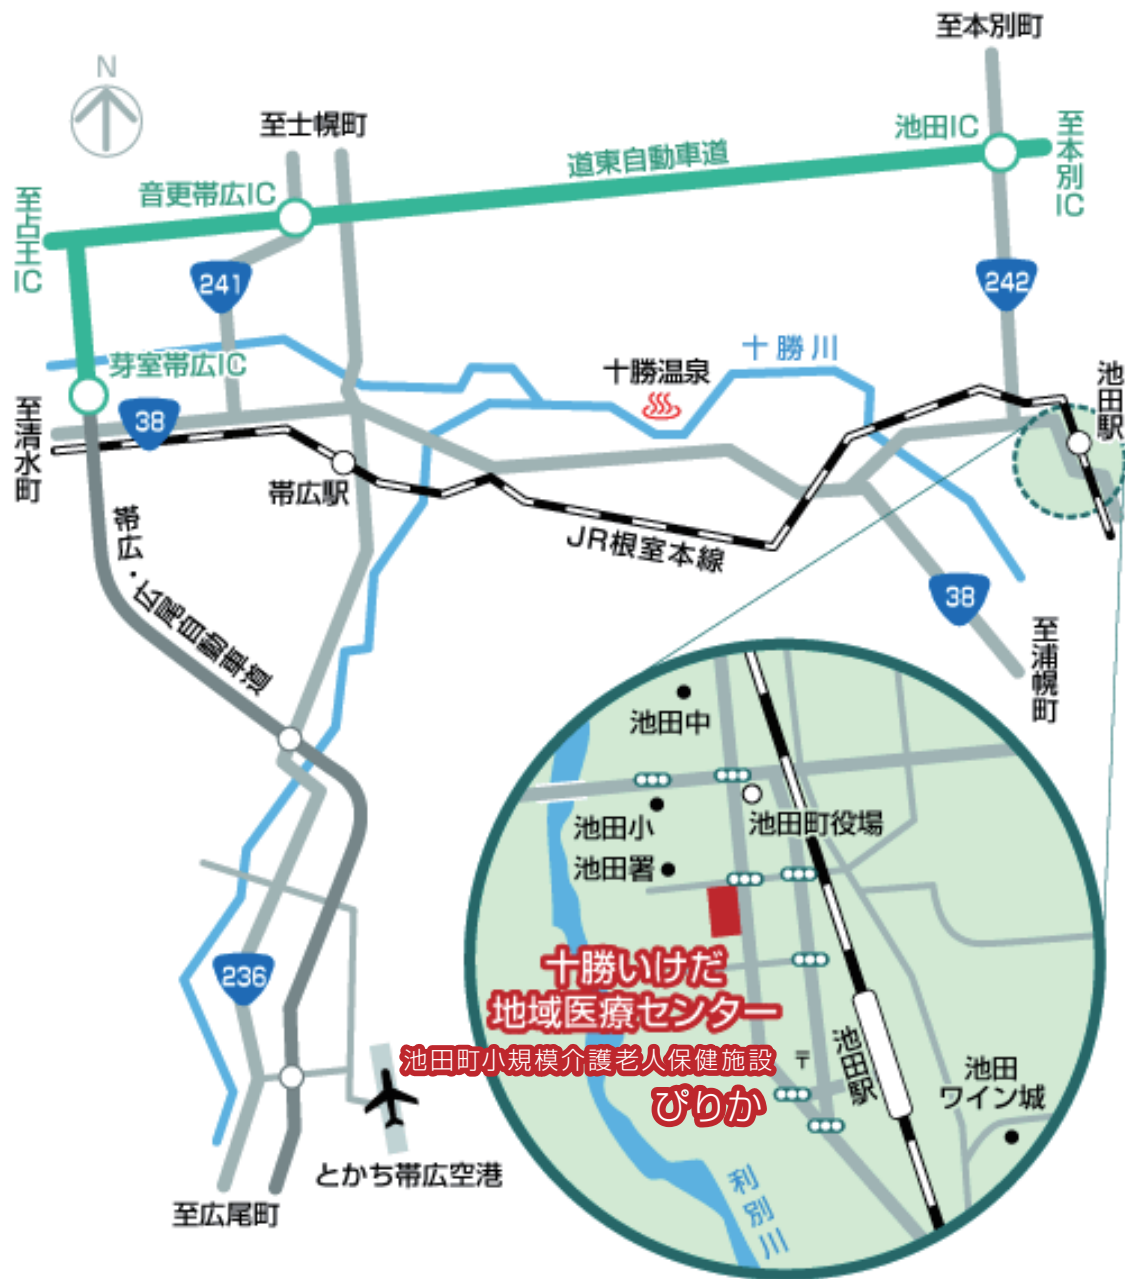 至本別町
N
至士幌町
池田IC
至本別IC
道東自動車道
音更帯広IC
至占冠IC
241
242
十勝川
芽室帯広IC
十勝温泉
池田駅
至清水町
38
帯広駅
JR根室本線
帯広・広尾自動車道
38
至浦幌町
池田中
池田小
池田町役場
池田署
十勝いけだ
地域医療センター
236
池田町小規模介護老人保健施設
ぴりか
〒
池田駅
池田
ワイン城
とかち帯広空港
利別川
至広尾町